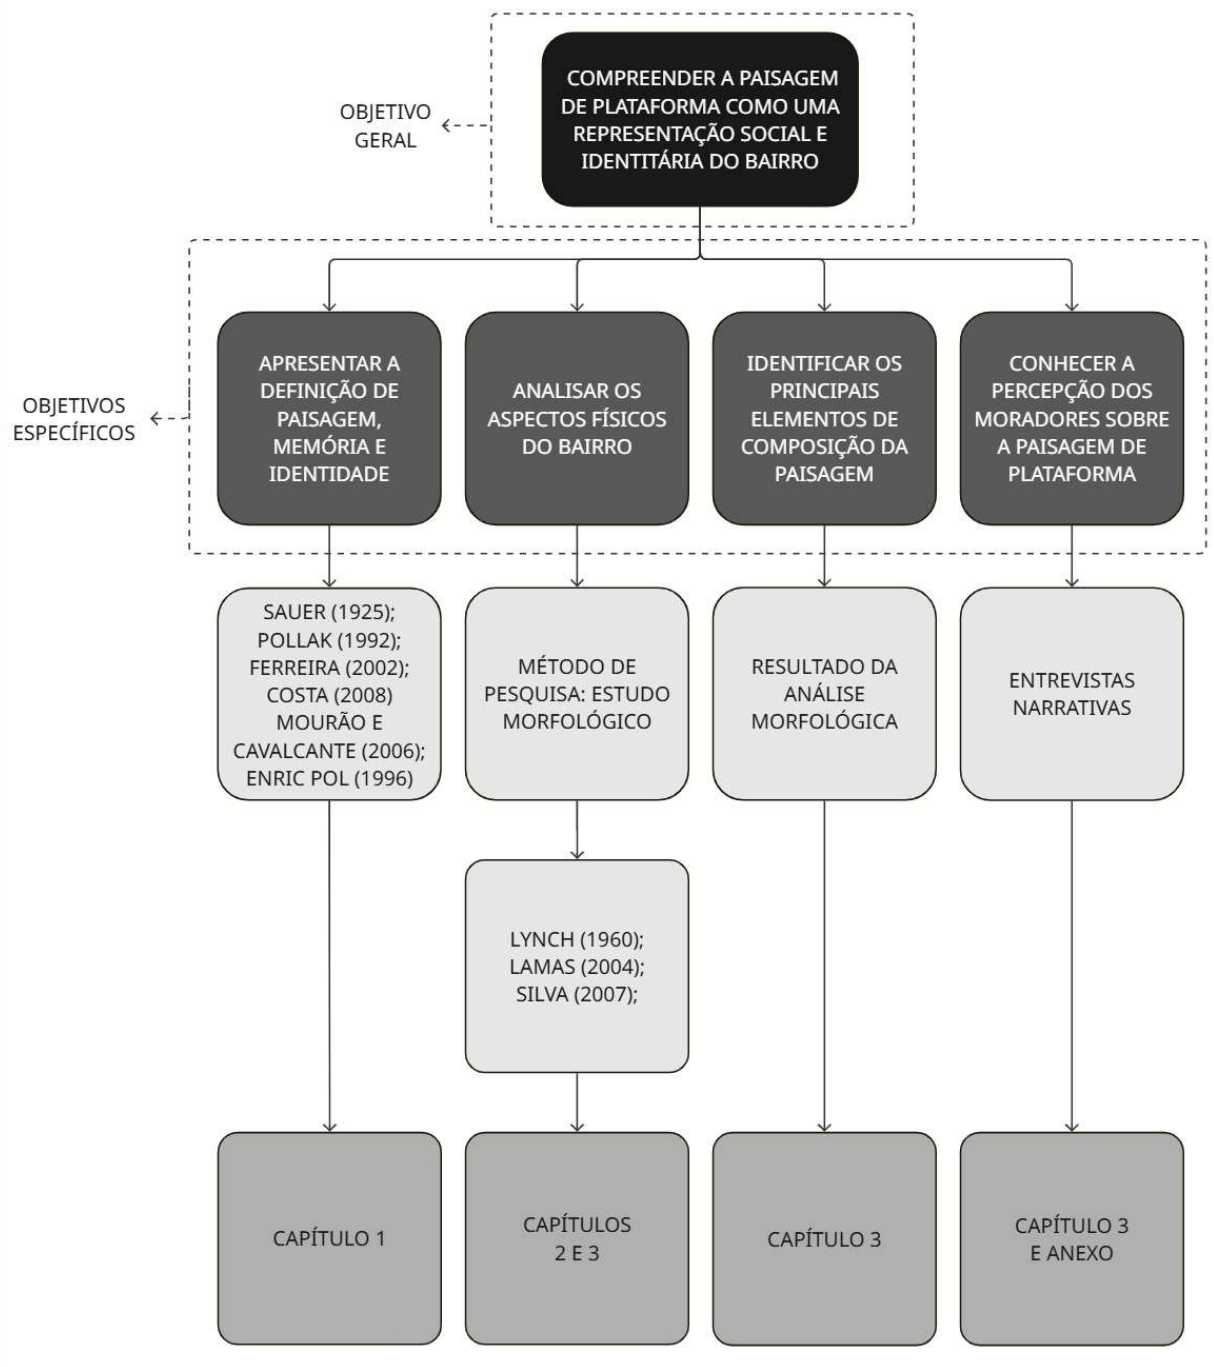 COMPREENDER A PAISAGEM
DE PLATAFORMA COMO UMA
REPRESENTAÇÃO SOCIAL E
IDENTITÁRIA DO BAIRRO
OBJETIVO
GERAL
OBJETIVOS
ESPECÍFICOS
APRESENTAR A
DEFINIÇÃO DE
PAISAGEM,
MEMÓRIA E
IDENTIDADE
ANALISAR OS
ASPECTOS FÍSICOS
DO BAIRRO
IDENTIFICAR OS
PRINCIPAIS
ELEMENTOS DE
COMPOSIÇÃO DA
PAISAGEM
CONHECER A
PERCEPÇÃO DOS
MORADORES SOBRE
A PAISAGEM DE
PLATAFORMA
SAUER (1925);
POLLAK (1992);
FERREIRA (2002);
COSTA (2008)
MOURÃO E
CAVALCANTE (2006);
ENRIC POL (1996)
MÉTODO DE
PESQUISA: ESTUDO
MORFOLÓGICO
RESULTADO DA
ANÁLISE
MORFOLÓGICA
ENTREVISTAS
NARRATIVAS
LYNCH (1960);
LAMAS (2004);
SILVA (2007);
CAPÍTULO 1
CAPÍTULOS
2 E 3
CAPÍTULO 3
CAPÍTULO 3
E ANEXO